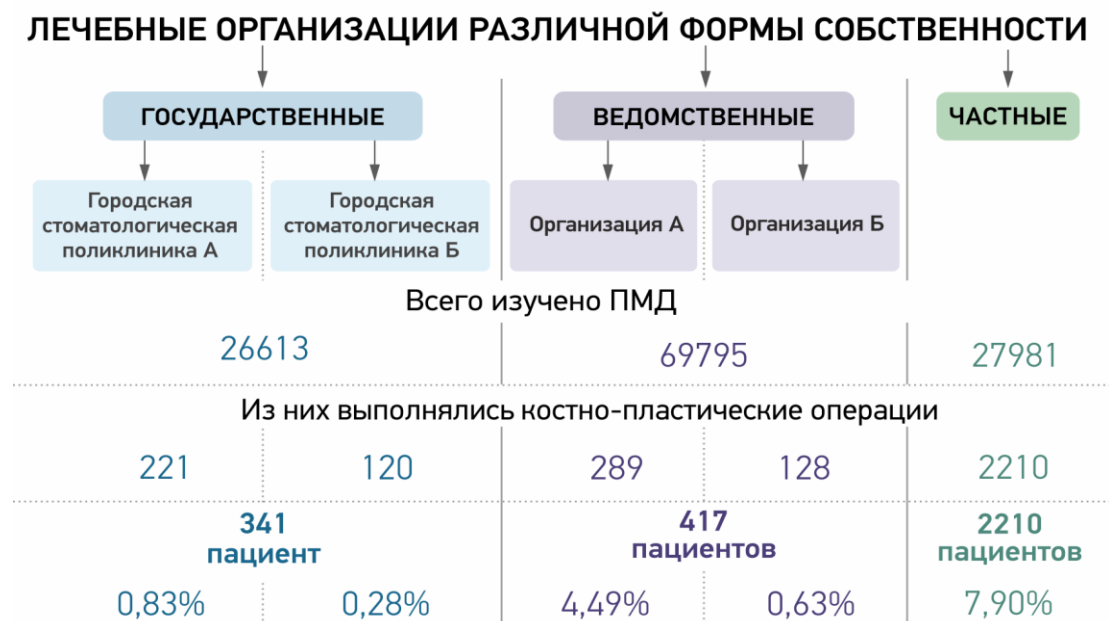 ЛЕЧЕБНЫЕ ОРГАНИЗАЦИИ РАЗЛИЧНОЙ ФОРМЫ СОБСТВЕННОСТИ
ГОСУДАРСТВЕННЫЕ
ВЕДОМСТВЕННЫЕ
ЧАСТНЫЕ
Городская
стоматологическая
поликлиника А
Городская
стоматологическая
поликлиника Б
Организация А
Организация Б
Всего изучено ПМД
26613
69795
27981
Из них выполнялись костно-пластические операции
221
120
289
128
2210
341
пациент
417
пациентов
2210
пациентов
0,83%
0,28%
4,49%
0,63%
7,90%